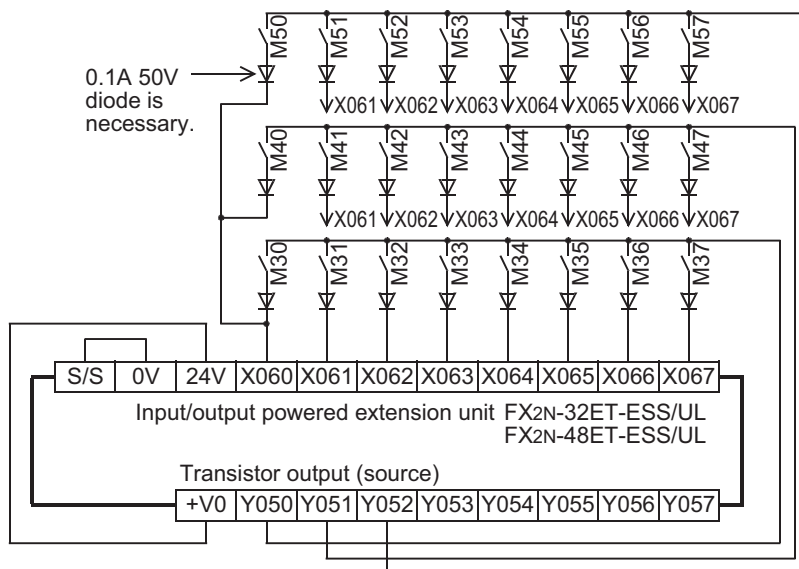 M50 M51 M52 M53 M54 M55 M56 M57
0.1A 50V
diode is
necessary.
X061 X062 X063 X064 X065 X066 X067
M40 M41 M42 M43 M44 M45 M46 M47
X061 X062 X063 X064 X065 X066 X067
M30 M31 M32 M33 M34 M35 M36 M37
S/S 0V 24V X060 X061 X062 X063 X064 X065 X066 X067
Input/output powered extension unit FX2N-32ET-ESS/UL
FX2N-48ET-ESS/UL
Transistor output (source)
+V0 Y050 Y051 Y052 Y053 Y054 Y055 Y056 Y057